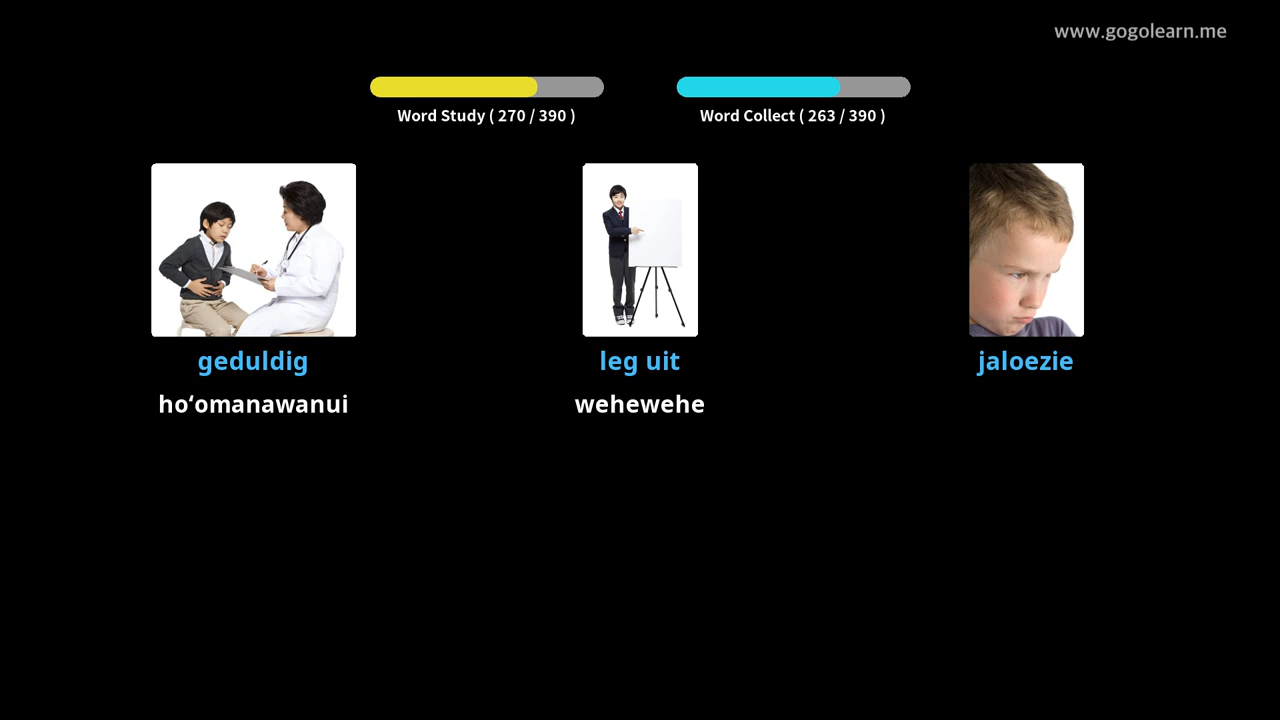 www.gogolearn.me
Word Study ( 270 / 390 )
Word Collect ( 263 / 390 )
geduldig
leg uit
jaloezie
hoʻomanawanui
wehewehe